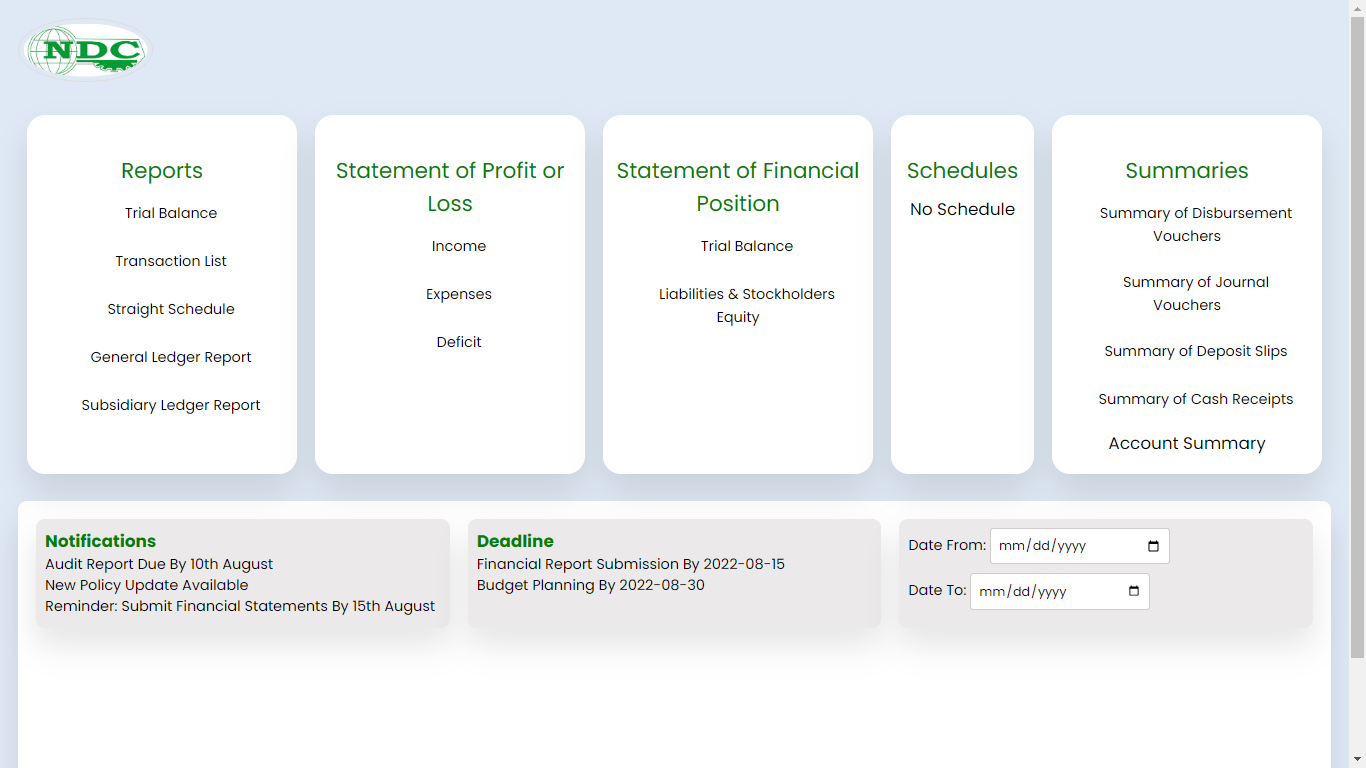 NDC
Reports
Trial Balance
Transaction List
Straight Schedule
General Ledger Report
Subsidiary Ledger Report
Statement of Profit or
Loss
Income
Expenses
Deficit
Statement of Financial
Position
Trial Balance
Liabilities & Stockholders
Equity
Schedules
No Schedule
Summaries
Summary of Disbursement
Vouchers
Summary of Journal
Vouchers
Summary of Deposit Slips
Summary of Cash Receipts
Account Summary
Notifications
Audit Report Due By 10th August
New Policy Update Available
Reminder: Submit Financial Statements By 15th August
Deadline
Financial Report Submission By 2022-08-15
Budget Planning By 2022-08-30
Date From: mm/dd/yyyy
Date To: mm/dd/yyyy